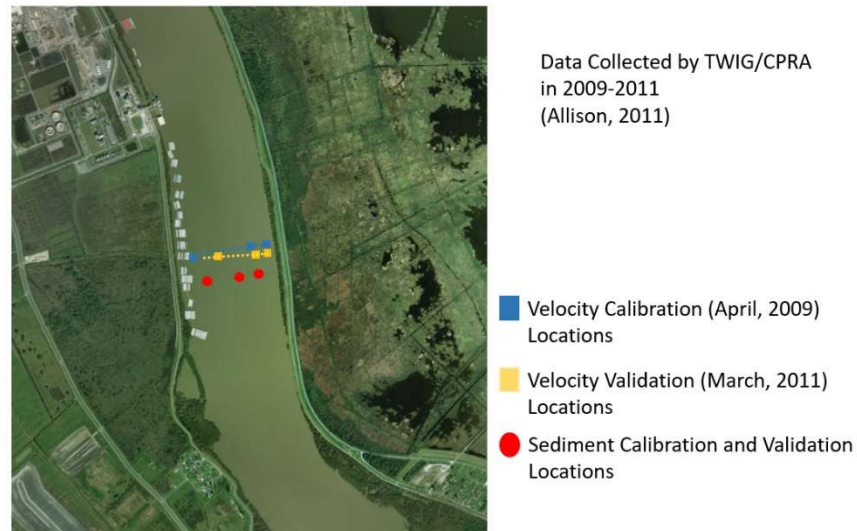 Data Collected by TWIG/CPRA
in 2009-2011
(Allison, 2011)
Velocity Calibration (April, 2009)
Locations
Velocity Validation (March, 2011)
Locations
Sediment Calibration and Validation
Locations